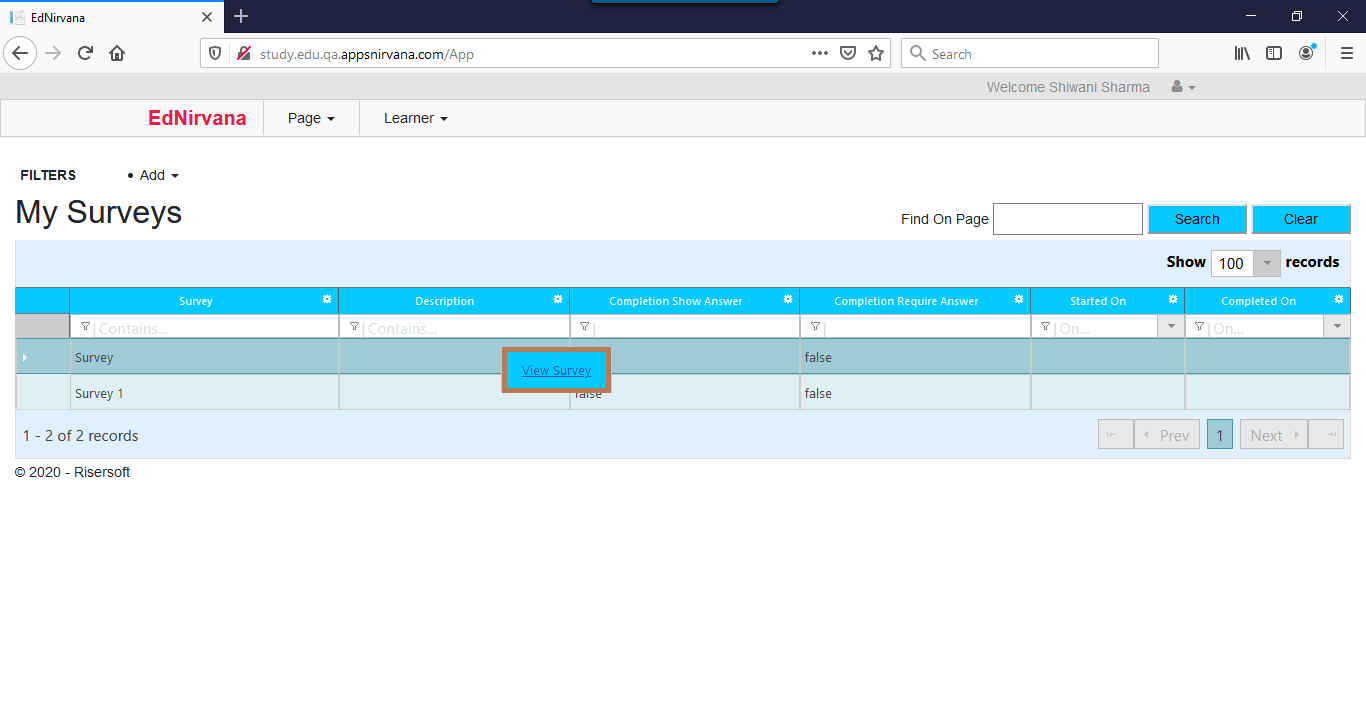 EdNirvana
study.edu.qa.appsnirvana.com/App
Search
Welcome Shiwani Sharma
EdNirvana Page Learner
FILTERS • Add
My Surveys
Find On Page Search Clear
Show 100 records
Survey Description Completion Show Answer Completion Require Answer Started On Completed On
Contains... Contains... On... On...
Survey false
View Survey
Survey 1 false false
1 - 2 of 2 records Prev 1 Next
© 2020 - Risersoft